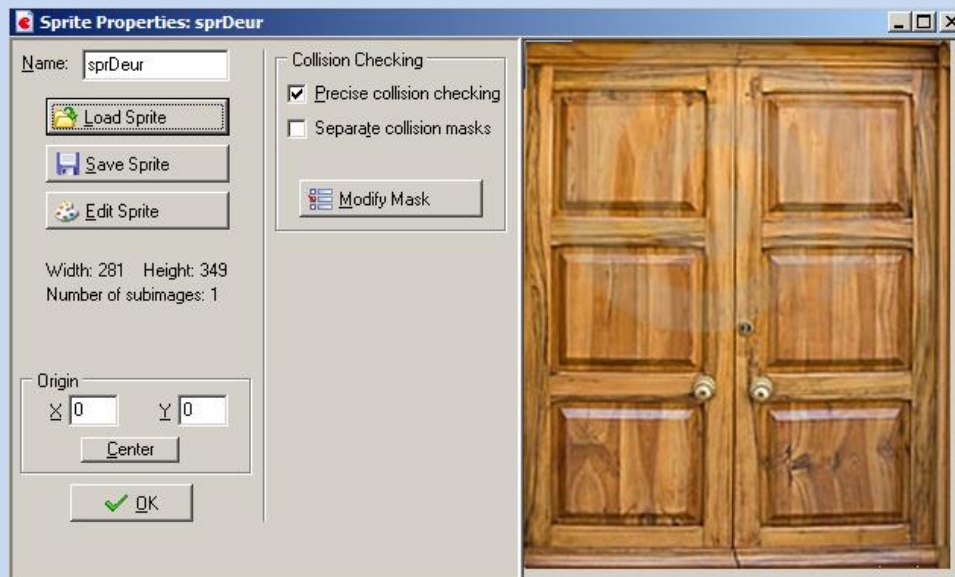 Sprite Properties: sprDeur
Name: sprDeur
Load Sprite
Save Sprite
Edit Sprite
Width: 281 Height: 349
Number of subimages: 1
Origin
X 0 Y 0
Center
OK
Collision Checking
Precise collision checking
Separate collision masks
Modify Mask